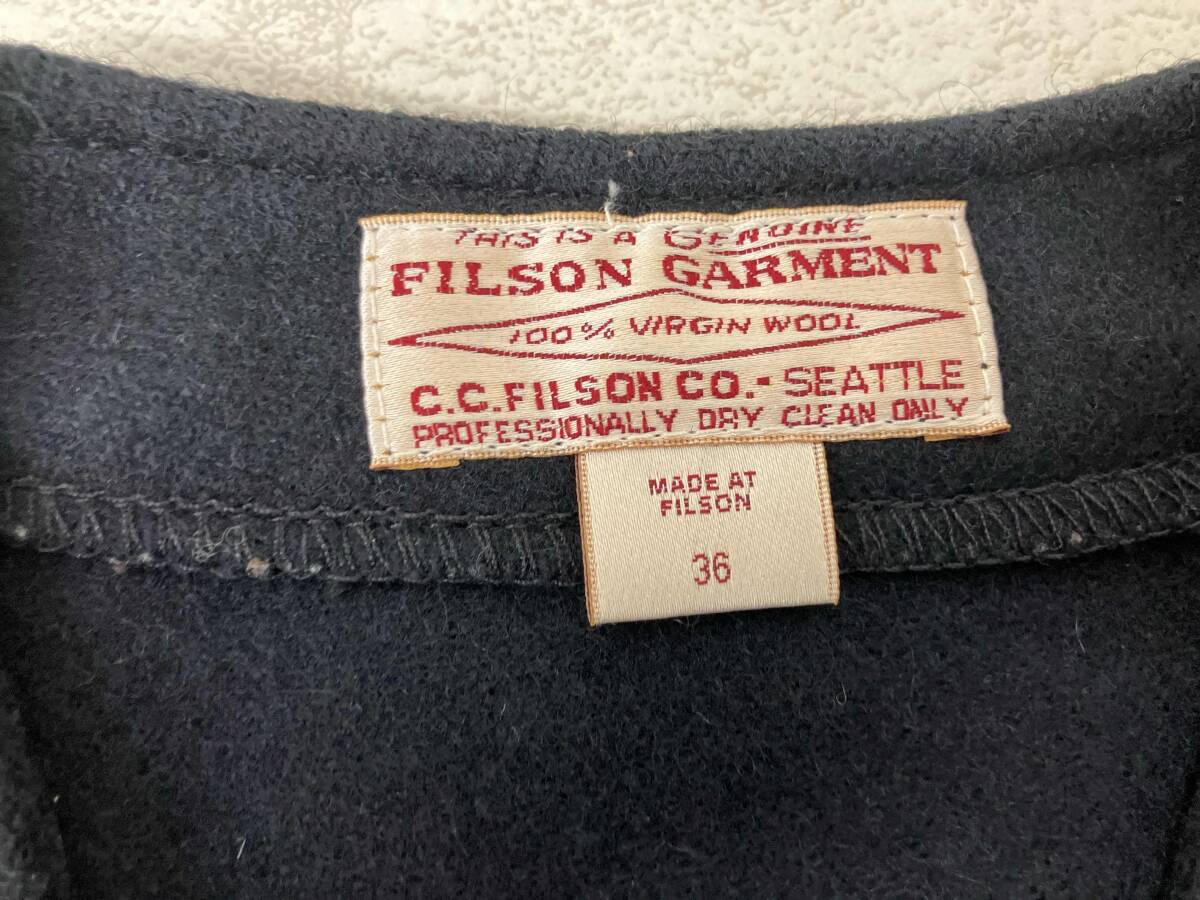 THIS IS A GENUINE
FILSON GARMENT
100% VIRGIN WOOL
C.C.FILSON CO.▪SEATTLE
PROFESSIONALLY DRY CLEAN ONLY
MADE AT
FILSON
36